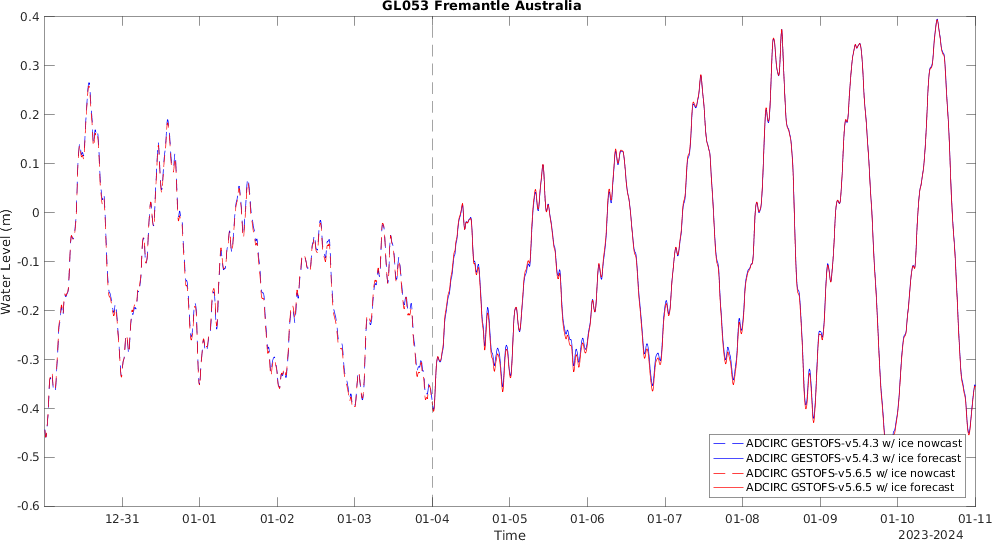 GL053 Fremantle Australia
Water Level (m)
0.4
0.3
0.2
0.1
0
-0.1
-0.2
-0.3
-0.4
-0.5
-0.6
ADCIRC GESTOFS-v5.4.3 w/ ice nowcast
ADCIRC GESTOFS-v5.4.3 w/ ice forecast
ADCIRC GSTOFS-v5.6.5 w/ ice nowcast
ADCIRC GSTOFS-v5.6.5 w/ ice forecast
12-31 01-01 01-02 01-03 01-04 01-05 01-06 01-07 01-08 01-09 01-10 01-11
Time
2023-2024